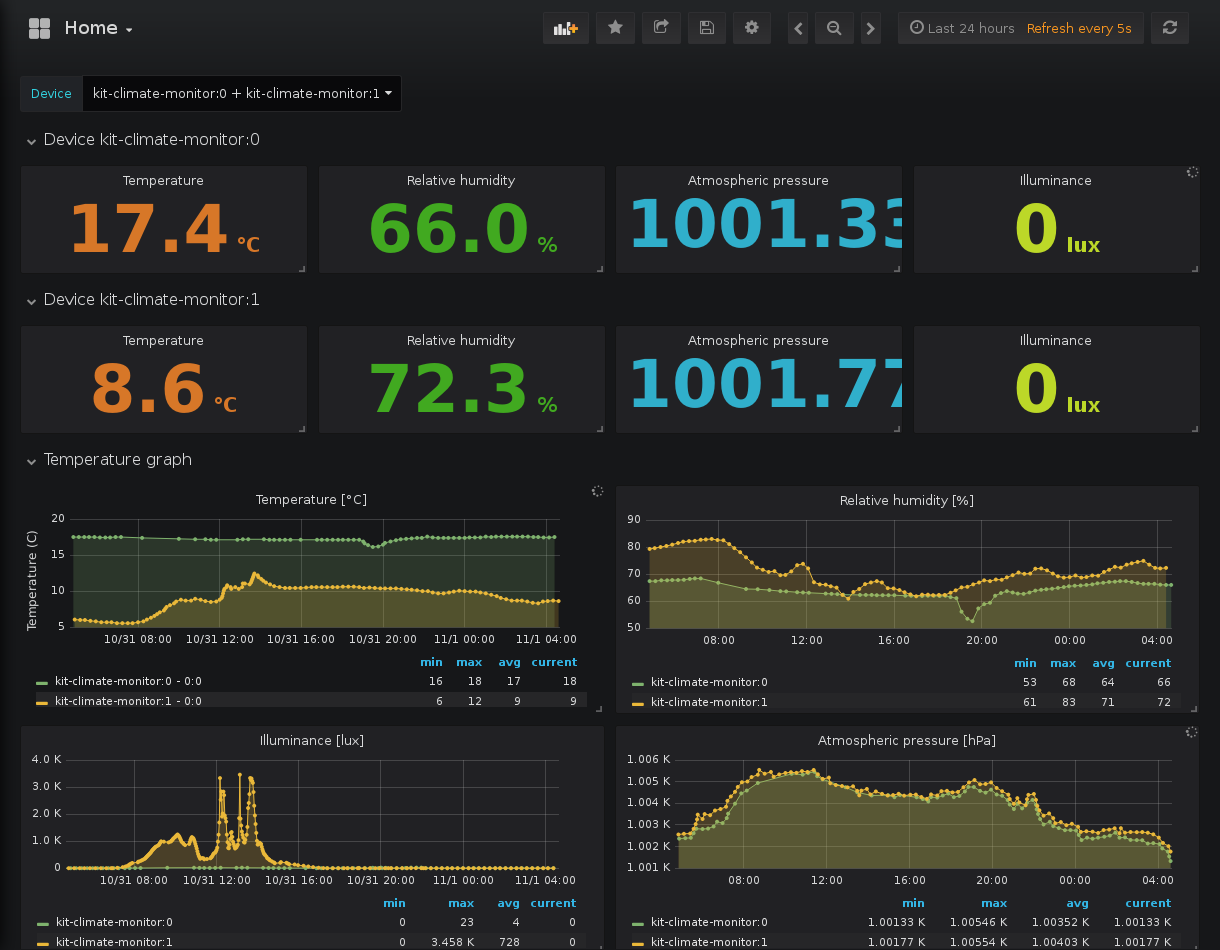 Home
Last 24 hours Refresh every 5s
Device kit-climate-monitor:0 + kit-climate-monitor:1
Device kit-climate-monitor:0
Temperature Relative humidity Atmospheric pressure Illuminance
17.4 °C 66.0 % 1001.33 0 lux
Device kit-climate-monitor:1
Temperature Relative humidity Atmospheric pressure Illuminance
8.6 °C 72.3 % 1001.77 0 lux
Temperature graph
Temperature [°C]
Temperature (C)
20
15
10
5
10/31 08:00 10/31 12:00 10/31 16:00 10/31 20:00 11/1 00:00 11/1 04:00
min max avg current
kit-climate-monitor:0 - 0:0 16 18 17 18
kit-climate-monitor:1 - 0:0 6 12 9 9
Relative humidity [%]
90
80
70
60
50
08:00 12:00 16:00 20:00 00:00 04:00
min max avg current
kit-climate-monitor:0 53 68 64 66
kit-climate-monitor:1 61 83 71 72
Illuminance [lux]
4.0 K
3.0 K
2.0 K
1.0 K
0
10/31 08:00 10/31 12:00 10/31 16:00 10/31 20:00 11/1 00:00 11/1 04:00
min max avg current
kit-climate-monitor:0 0 23 4 0
kit-climate-monitor:1 0 3.458 K 728 0
Atmospheric pressure [hPa]
1.006 K
1.005 K
1.004 K
1.003 K
1.002 K
1.001 K
08:00 12:00 16:00 20:00 00:00 04:00
min max avg current
kit-climate-monitor:0 1.00133 K 1.00546 K 1.00352 K 1.00133 K
kit-climate-monitor:1 1.00177 K 1.00554 K 1.00403 K 1.00177 K